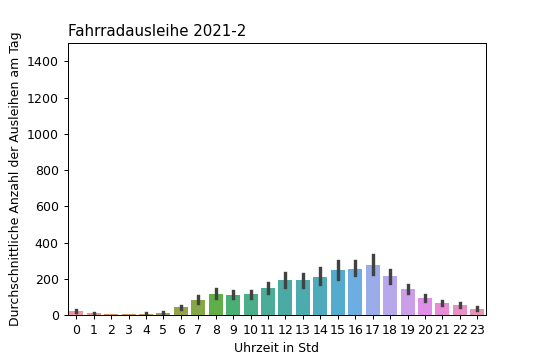 Fahrradausleihe 2021-2
Durchschnittliche Anzahl der Ausleihen am Tag
1400
1200
1000
800
600
400
200
0
0 1 2 3 4 5 6 7 8 9 10 11 12 13 14 15 16 17 18 19 20 21 22 23
Uhrzeit in Std